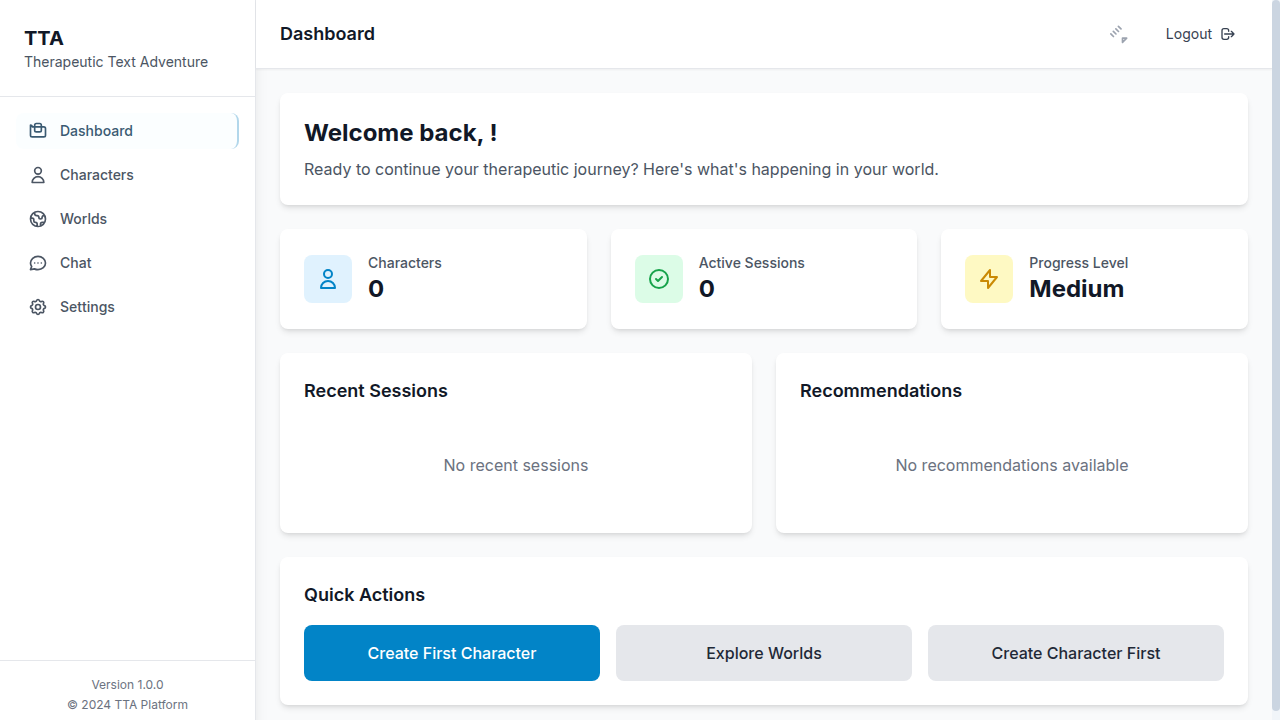 TTA
Therapeutic Text Adventure
Dashboard
Characters
Worlds
Chat
Settings
Version 1.0.0
© 2024 TTA Platform
Dashboard
Logout
Welcome back, !
Ready to continue your therapeutic journey? Here's what's happening in your world.
Characters
0
Active Sessions
0
Progress Level
Medium
Recent Sessions
No recent sessions
Recommendations
No recommendations available
Quick Actions
Create First Character
Explore Worlds
Create Character First